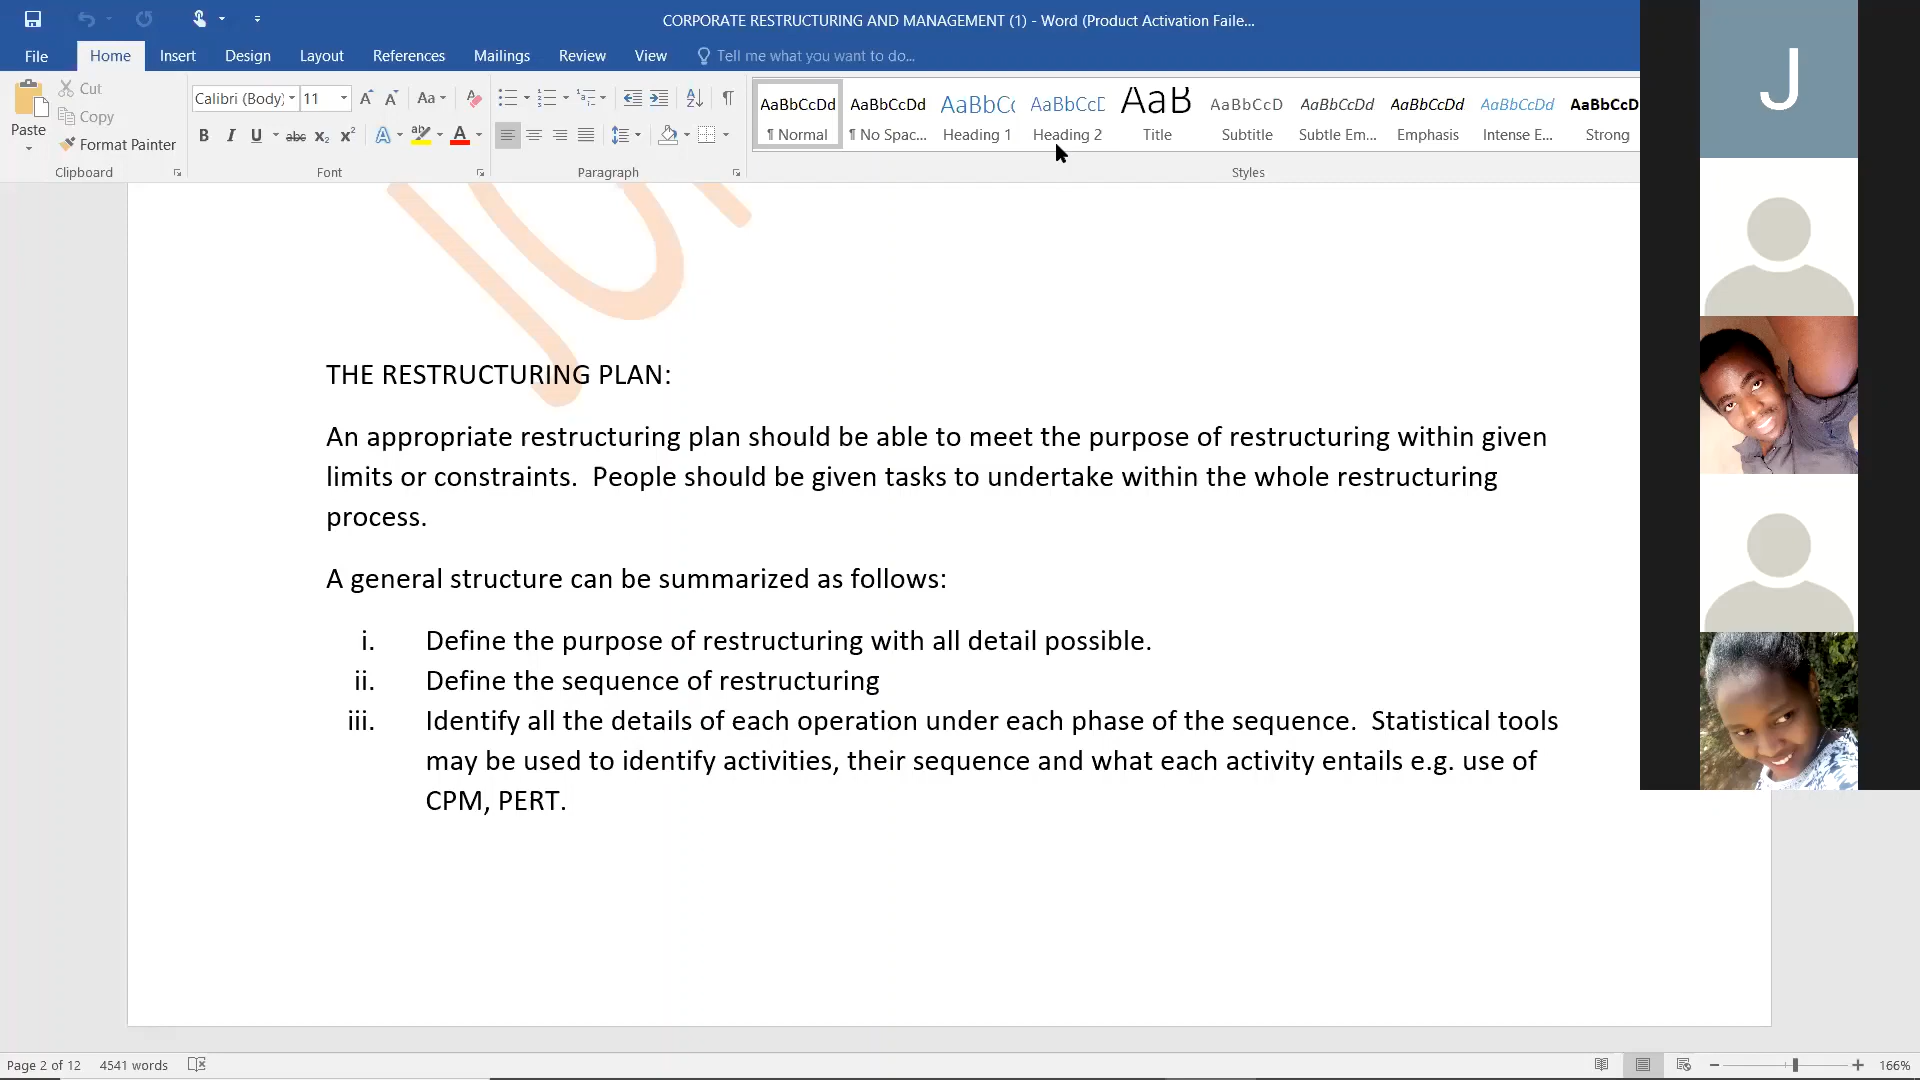 CORPORATE RESTRUCTURING AND MANAGEMENT (1) - Word (Product Activation Faile...
File Home Insert Design Layout References Mailings Review View Tell me what you want to do...
Paste
Cut
Copy
Format Painter
Clipboard
Calibri (Body) 11
Font
Paragraph
AaBbCcDd AaBbCcDd AaBbC AaBbCcD AaB AaBbCcD AaBbCcDd AaBbCcDd AaBbCcDd AaBbCcD
¶ Normal ¶ No Spac... Heading 1 Heading 2 Title Subtitle Subtle Em... Emphasis Intense E... Strong
Styles
J
THE RESTRUCTURING PLAN:
An appropriate restructuring plan should be able to meet the purpose of restructuring within given
limits or constraints. People should be given tasks to undertake within the whole restructuring
process.
A general structure can be summarized as follows:
i. Define the purpose of restructuring with all detail possible.
ii. Define the sequence of restructuring
iii. Identify all the details of each operation under each phase of the sequence. Statistical tools
may be used to identify activities, their sequence and what each activity entails e.g. use of
CPM, PERT.
Page 2 of 12 4541 words
166%